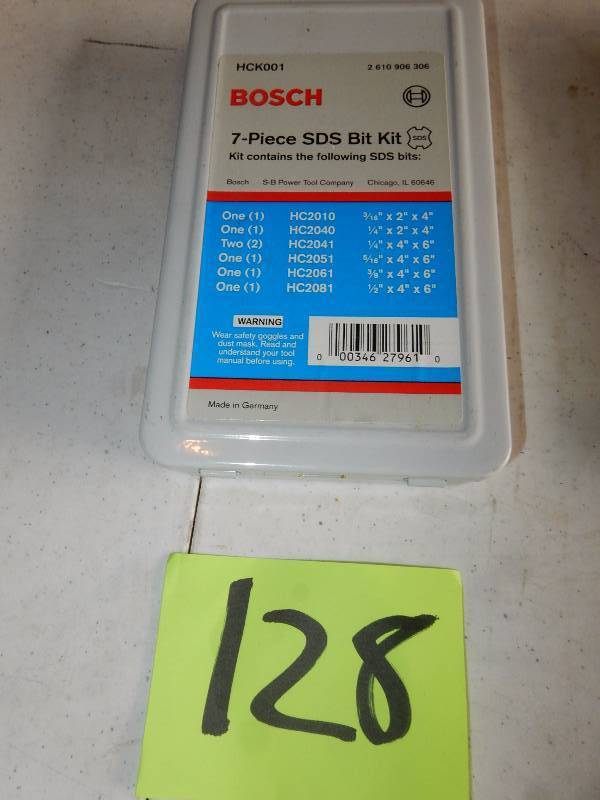 HCK001 2 610 906 306
BOSCH
7-Piece SDS Bit Kit SDS
Kit contains the following SDS bits:
Bosch S-B Power Tool Company Chicago, IL 60646
One (1) HC2010 3/16" x 2" x 4"
One (1) HC2040 1/4" x 2" x 4"
Two (2) HC2041 1/4" x 4" x 6"
One (1) HC2051 5/16" x 4" x 6"
One (1) HC2061 3/8" x 4" x 6"
One (1) HC2081 1/2" x 4" x 6"
WARNING
Wear safety goggles and
dust mask. Read and
understand your tool
manual before using.
0 00346 27961 0
Made in Germany
128